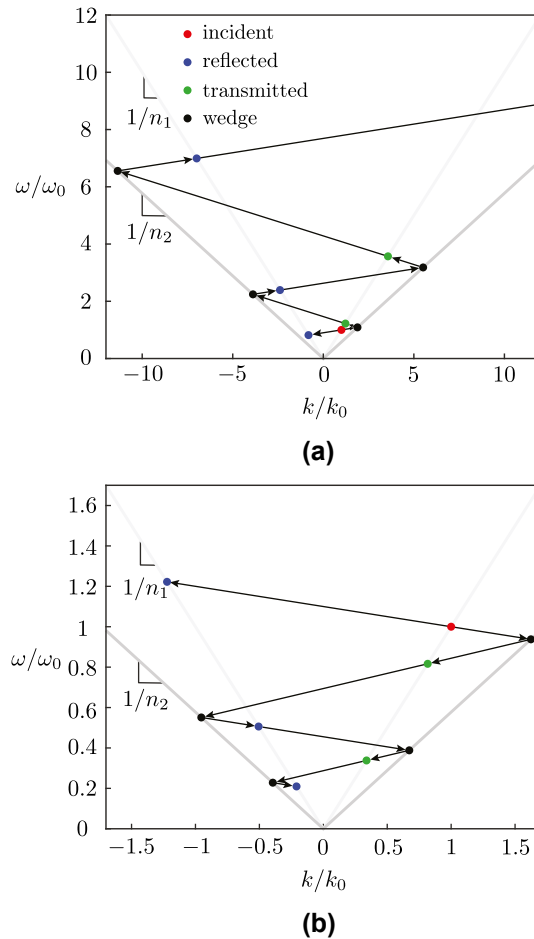 12
10
8
6
4
2
0
ω/ω₀
incident
reflected
transmitted
wedge
1/n₁
1/n₂
−10 −5 0 5 10
k/k₀
(a)
1.6
1.4
1.2
1
0.8
0.6
0.4
0.2
0
ω/ω₀
1/n₁
1/n₂
−1.5 −1 −0.5 0 0.5 1 1.5
k/k₀
(b)